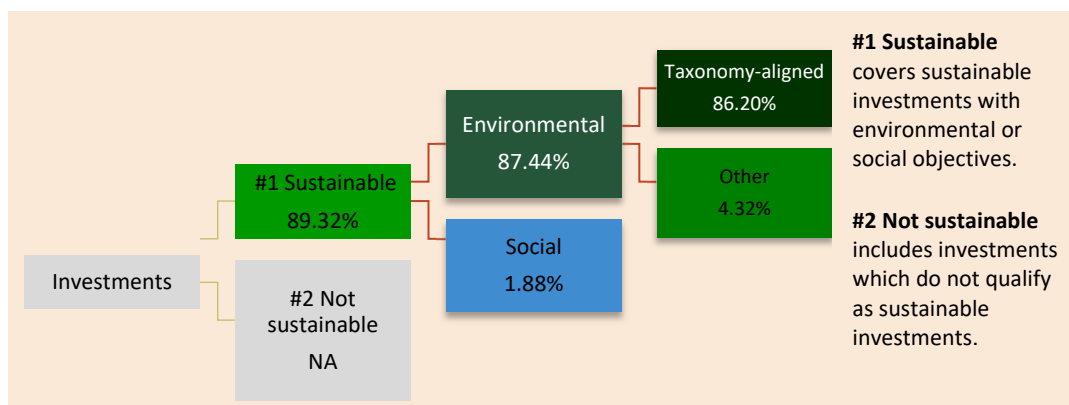 Investments
#1 Sustainable
89.32%
#2 Not
sustainable
NA
Environmental
87.44%
Social
1.88%
Taxonomy-aligned
86.20%
Other
4.32%
#1 Sustainable
covers sustainable
investments with
environmental or
social objectives.
#2 Not sustainable
includes investments
which do not qualify
as sustainable
investments.